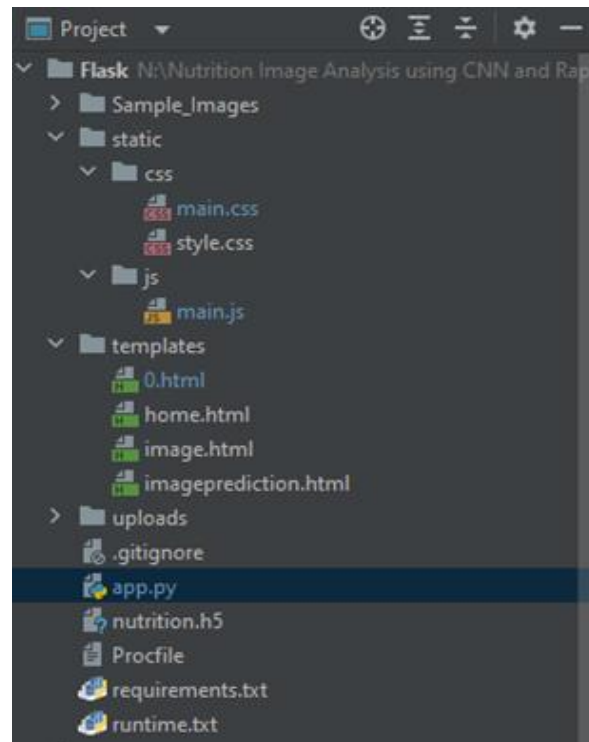 Project
Flask N:\Nutrition Image Analysis using CNN and Rap
Sample_Images
static
css
main.css
style.css
js
main.js
templates
0.html
home.html
image.html
imageprediction.html
uploads
.gitignore
app.py
nutrition.h5
Procfile
requirements.txt
runtime.txt